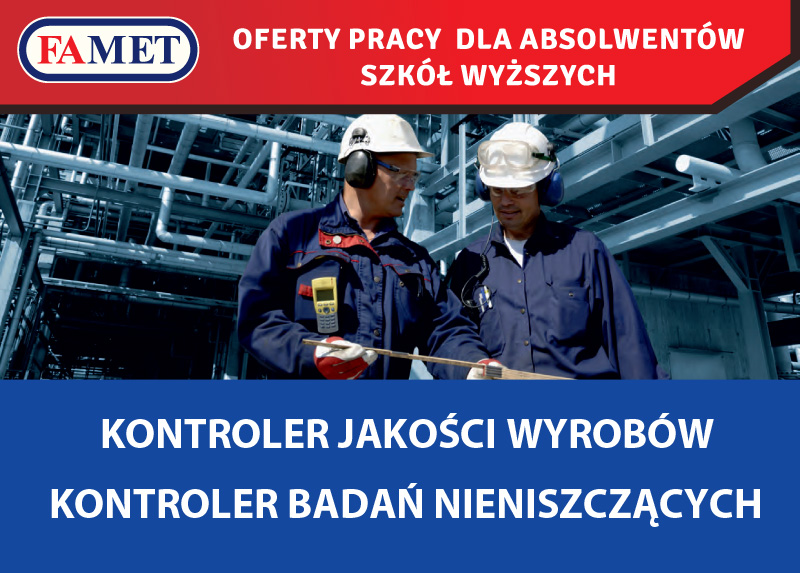 FAMET
OFERTY PRACY DLA ABSOLWENTÓW
SZKÓŁ WYŻSZYCH
KONTROLER JAKOŚCI WYROBÓW
KONTROLER BADAŃ NIENISZCZĄCYCH